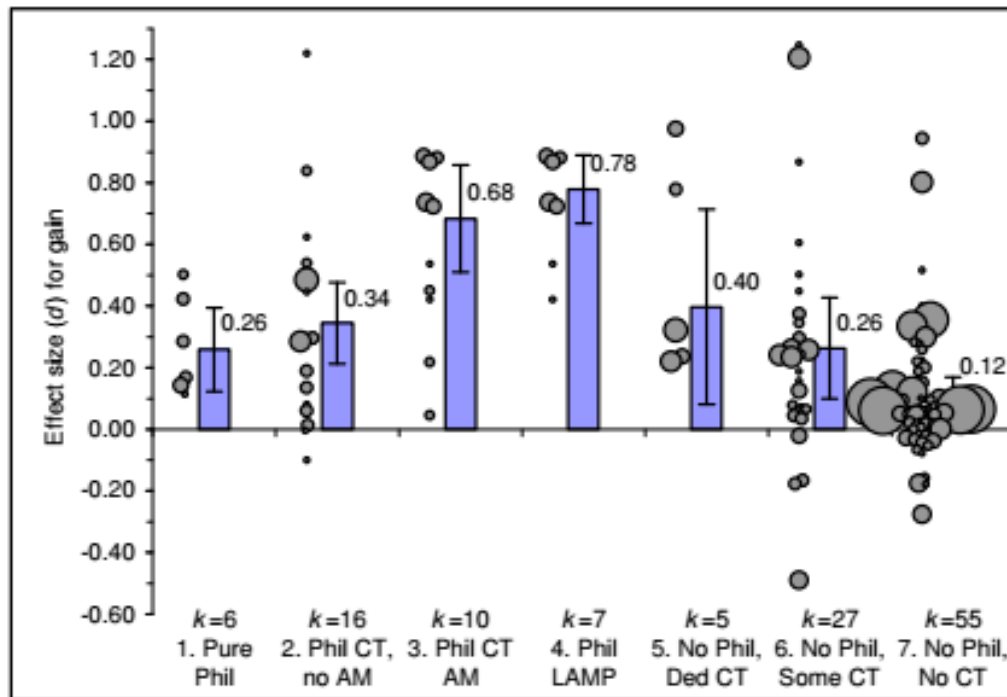 Effect size (d) for gain
1.20
1.00
0.80
0.60
0.40
0.20
0.00
-0.20
-0.40
-0.60
0.26
0.34
0.68
0.78
0.40
0.26
0.12
k=6
1. Pure
Phil
k=16
2. Phil CT,
no AM
k=10
3. Phil CT
AM
k=7
4. Phil
LAMP
k=5
5. No Phil,
Ded CT
k=27
6. No Phil,
Some CT
k=55
7. No Phil,
No CT